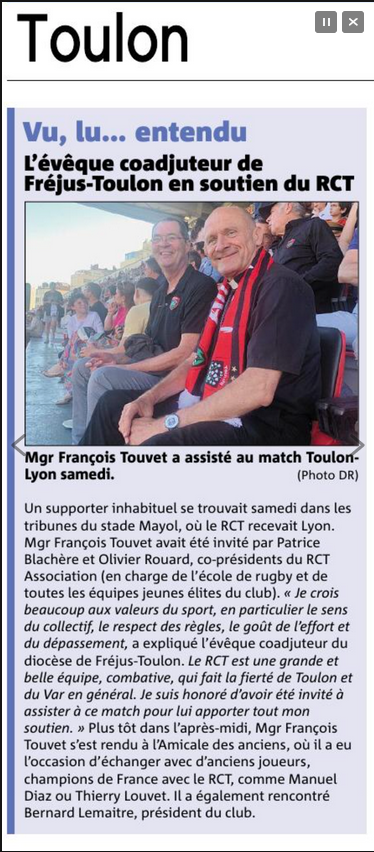 Toulon
Vu, lu... entendu
L'évêque coadjuteur de
Fréjus-Toulon en soutien du RCT
Mgr François Touvet a assisté au match Toulon-
Lyon samedi.
(Photo DR)
Un supporter inhabituel se trouvait samedi dans les
tribunes du stade Mayol, où le RCT recevait Lyon.
Mgr François Touvet avait été invité par Patrice
Blachère et Olivier Rouard, co-présidents du RCT
Association (en charge de l'école de rugby et de
toutes les équipes jeunes élites du club). « Je crois
beaucoup aux valeurs du sport, en particulier le sens
du collectif, le respect des règles, le goût de l'effort et
du dépassement, a expliqué l'évêque coadjuteur du
diocèse de Fréjus-Toulon. Le RCT est une grande et
belle équipe, combative, qui fait la fierté de Toulon et
du Var en général. Je suis honoré d'avoir été invité à
assister à ce match pour lui apporter tout mon
soutien. » Plus tôt dans l'après-midi, Mgr François
Touvet s'est rendu à l'Amicale des anciens, où il a eu
l'occasion d'échanger avec d'anciens joueurs,
champions de France avec le RCT, comme Manuel
Diaz ou Thierry Louvet. Il a également rencontré
Bernard Lemaitre, président du club.